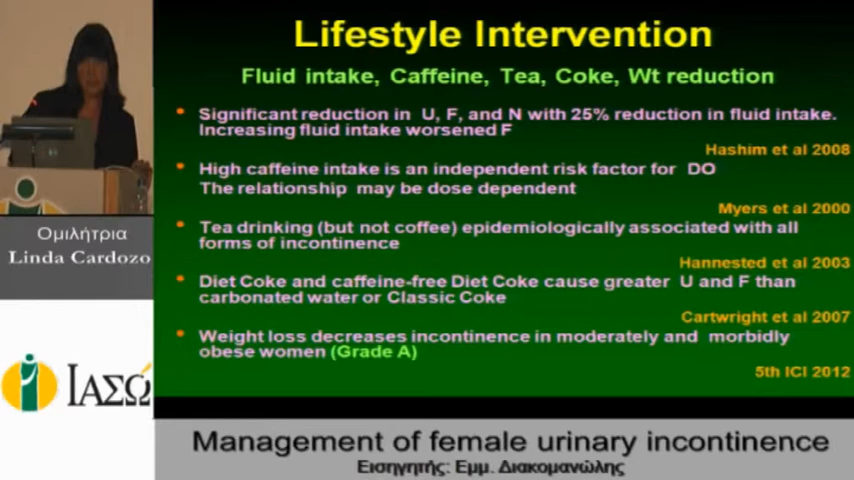 Lifestyle Intervention
Fluid intake, Caffeine, Tea, Coke, Wt reduction
• Significant reduction in U, F, and N with 25% reduction in fluid intake.
Increasing fluid intake worsened F
Hashim et al 2008
• High caffeine intake is an independent risk factor for DO
The relationship may be dose dependent
Myers et al 2000
• Tea drinking (but not coffee) epidemiologically associated with all
forms of incontinence
Hannested et al 2003
• Diet Coke and caffeine-free Diet Coke cause greater U and F than
carbonated water or Classic Coke
Cartwright et al 2007
• Weight loss decreases incontinence in moderately and morbidly
obese women (Grade A)
5th ICI 2012
Ομιλήτρια
Linda Cardozo
ΙΑΣΩ
Management of female urinary incontinence
Εισηγητής: Εμμ. Διακομανώλης